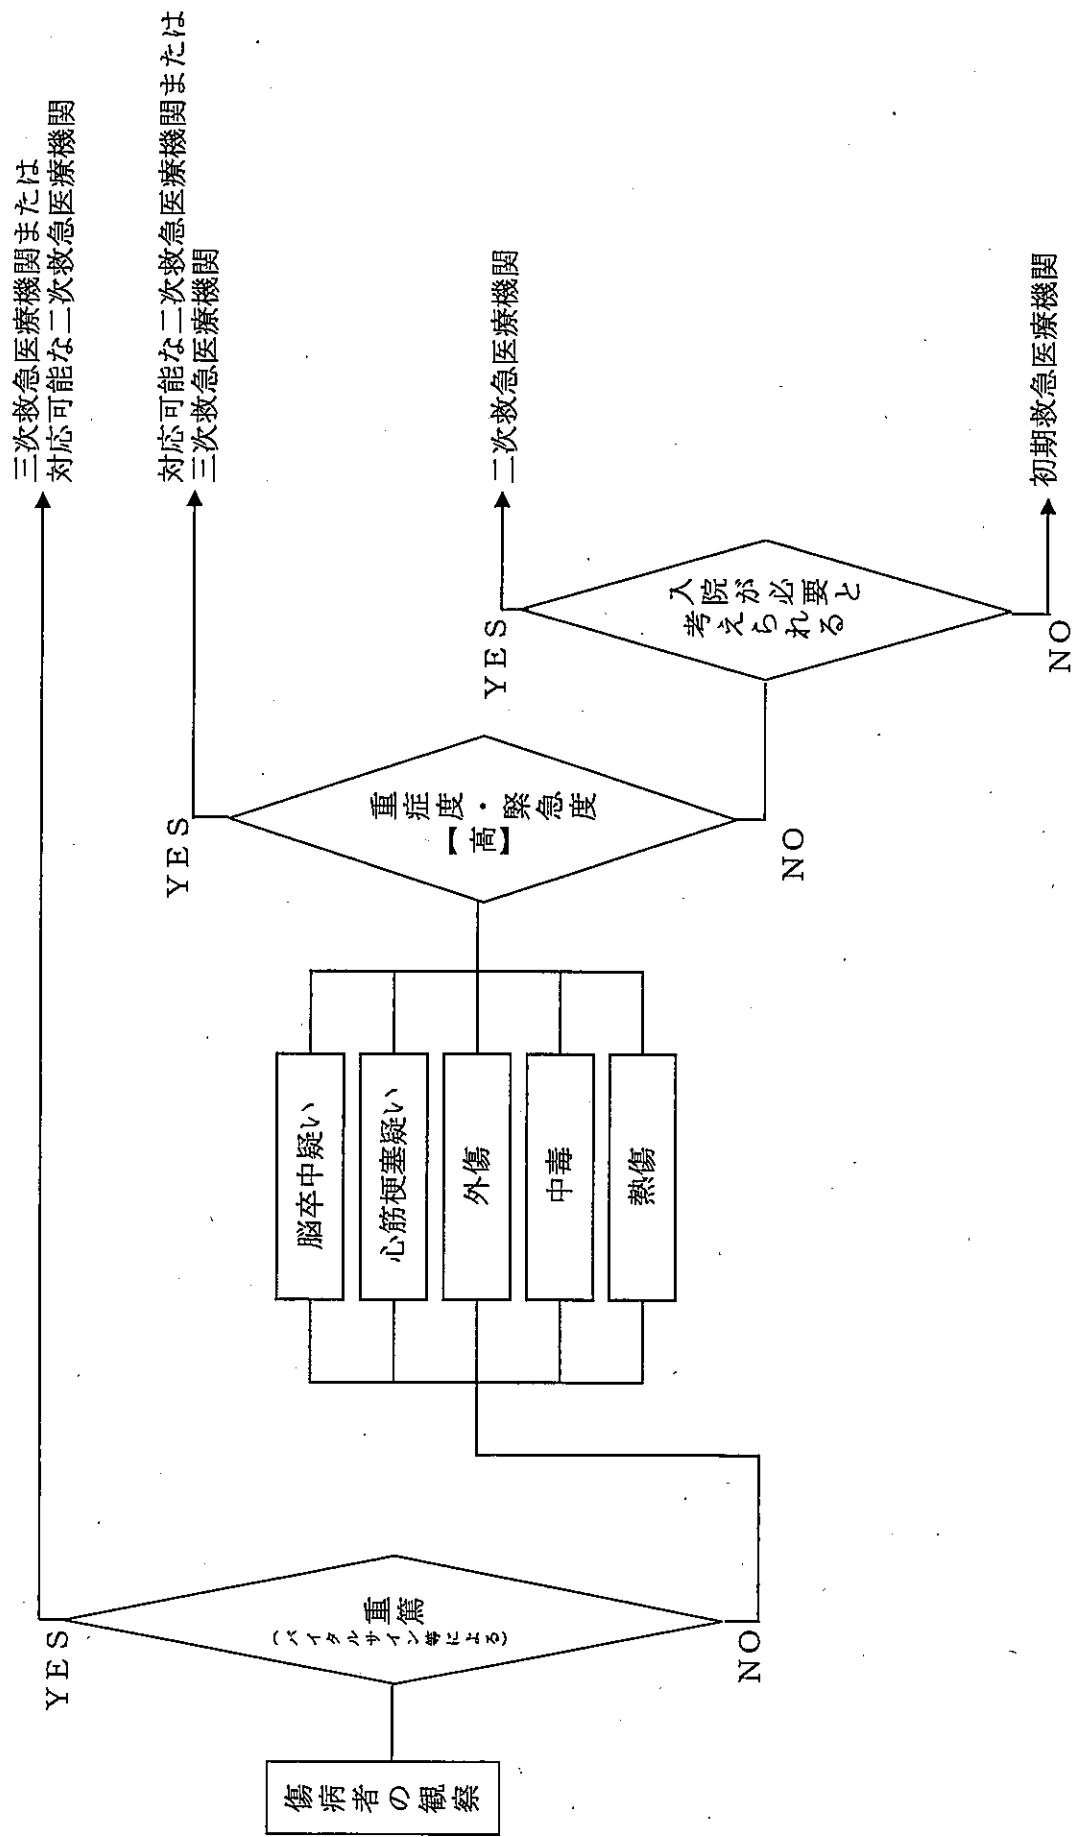 傷病者の観察
重篤
(バイタルサイン等による)
YES
NO
脳卒中疑い
心筋梗塞疑い
外傷
中毒
熱傷
重症度・緊急度
【高】
YES
NO
入院が必要と
考えられる
YES
NO
三次救急医療機関または
対応可能な二次救急医療機関
対応可能な二次救急医療機関または
三次救急医療機関
二次救急医療機関
初期救急医療機関